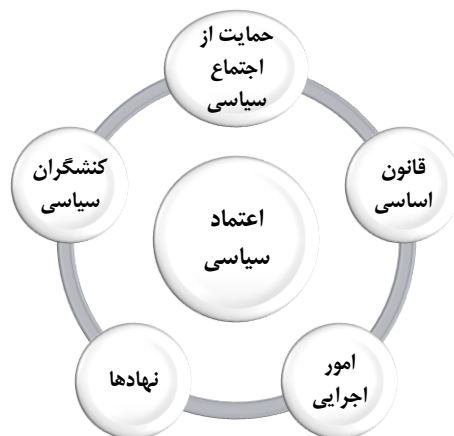 حمایت از
اجتماع
سیاسی
قانون
اساسی
امور
اجرایی
نهادها
کنشگران
سیاسی
اعتماد
سیاسی